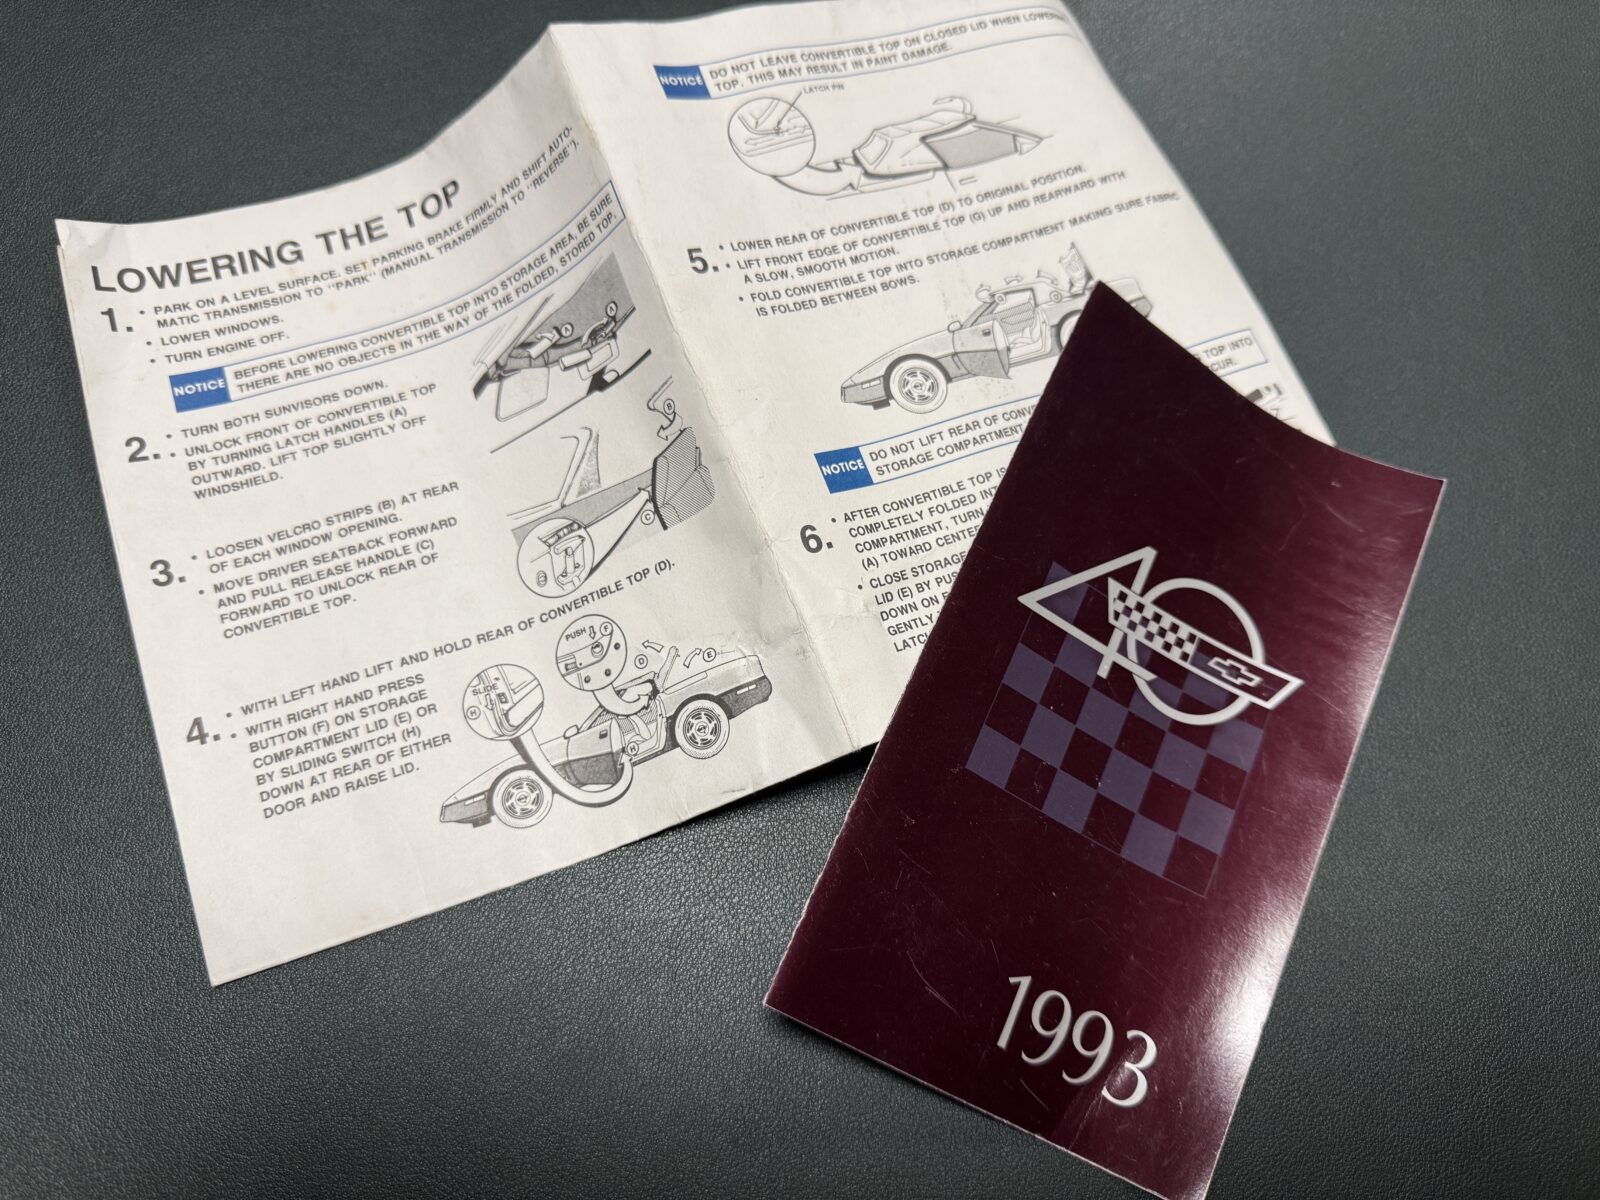 LOWERING THE TOP
1. • PARK ON A LEVEL SURFACE. SET PARKING BRAKE FIRMLY AND SHIFT AUTO-
MATIC TRANSMISSION TO "PARK" (MANUAL TRANSMISSION TO "REVERSE").
• LOWER WINDOWS.
• TURN ENGINE OFF.
NOTICE
BEFORE LOWERING CONVERTIBLE TOP INTO STORAGE AREA, BE SURE
THERE ARE NO OBJECTS IN THE WAY OF THE FOLDED, STORED TOP.
2. • TURN BOTH SUNVISORS DOWN.
• UNLOCK FRONT OF CONVERTIBLE TOP
BY TURNING LATCH HANDLES (A)
OUTWARD. LIFT TOP SLIGHTLY OFF
WINDSHIELD.
A
A
3. • LOOSEN VELCRO STRIPS (B) AT REAR
OF EACH WINDOW OPENING.
• MOVE DRIVER SEATBACK FORWARD
AND PULL RELEASE HANDLE (C)
FORWARD TO UNLOCK REAR OF
CONVERTIBLE TOP.
B
C
4. • WITH LEFT HAND LIFT AND HOLD REAR OF CONVERTIBLE TOP (D).
• WITH RIGHT HAND PRESS
BUTTON (F) ON STORAGE
COMPARTMENT LID (E) OR
BY SLIDING SWITCH (H)
DOWN AT REAR OF EITHER
DOOR AND RAISE LID.
PUSH
F
SLIDE
H
D
E
H
NOTICE
DO NOT LEAVE CONVERTIBLE TOP ON CLOSED LID WHEN LOWERING
TOP. THIS MAY RESULT IN PAINT DAMAGE.
LATCH PIN
5. • LOWER REAR OF CONVERTIBLE TOP (D) TO ORIGINAL POSITION.
• LIFT FRONT EDGE OF CONVERTIBLE TOP (G) UP AND REARWARD WITH
A SLOW, SMOOTH MOTION.
• FOLD CONVERTIBLE TOP INTO STORAGE COMPARTMENT MAKING SURE FABRIC
IS FOLDED BETWEEN BOWS.
NOTICE
DO NOT LIFT REAR OF CONV
STORAGE COMPARTMENT
TOP INTO
CUR.
6. • AFTER CONVERTIBLE TOP IS
COMPLETELY FOLDED INT
COMPARTMENT, TURN
(A) TOWARD CENTE
• CLOSE STORAG
LID (E) BY PUS
DOWN ON
GENTLY
LATC
40
1993